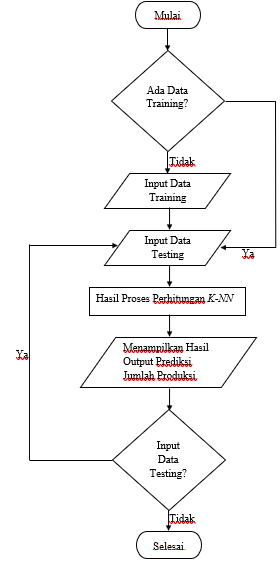 Mulai
Ada Data
Training?
Tidak
Input Data
Training
Input Data
Testing
Ya
Hasil Proses Perhitungan K-NN
Menampilkan Hasil
Output Prediksi
Jumlah Produksi
Ya
Input
Data
Testing?
Tidak
Selesai